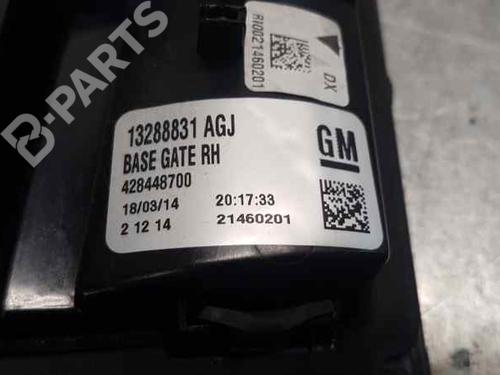 B-PARTS
RI0021460201
DX
13288831 AGJ
BASE GATE RH
GM
428448700
18/03/14 20:17:33
2 12 14 21460201